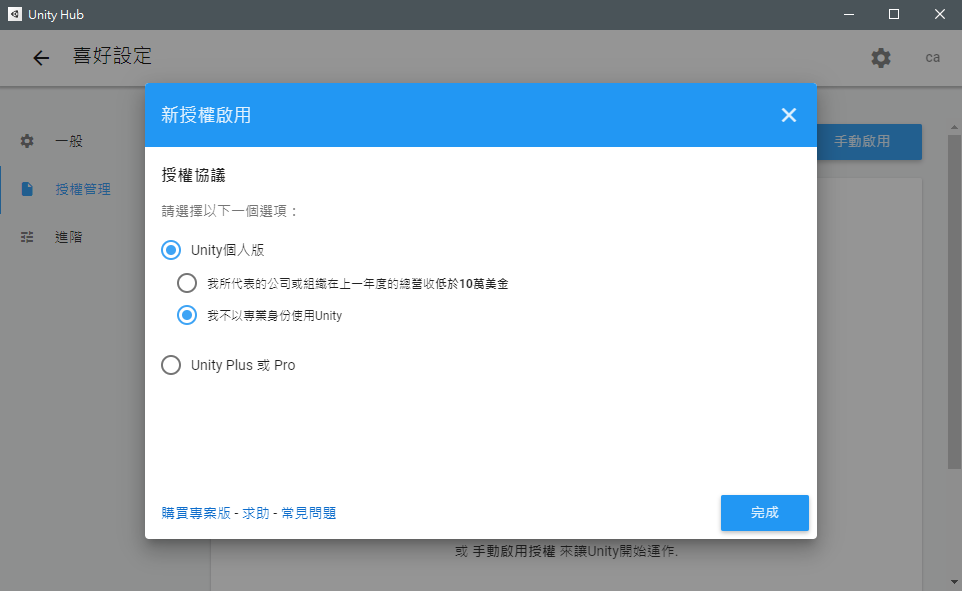 Unity Hub
喜好設定
ca
新授權啟用
手動啟用
一般
授權管理
進階
授權協議
請選擇以下一個選項：
Unity個人版
我所代表的公司或組織在上一年度的總營收低於10萬美金
我不以專業身份使用Unity
Unity Plus 或 Pro
購買專案版 - 求助 - 常見問題
完成
或 手動啟用授權 來讓Unity開始運作.